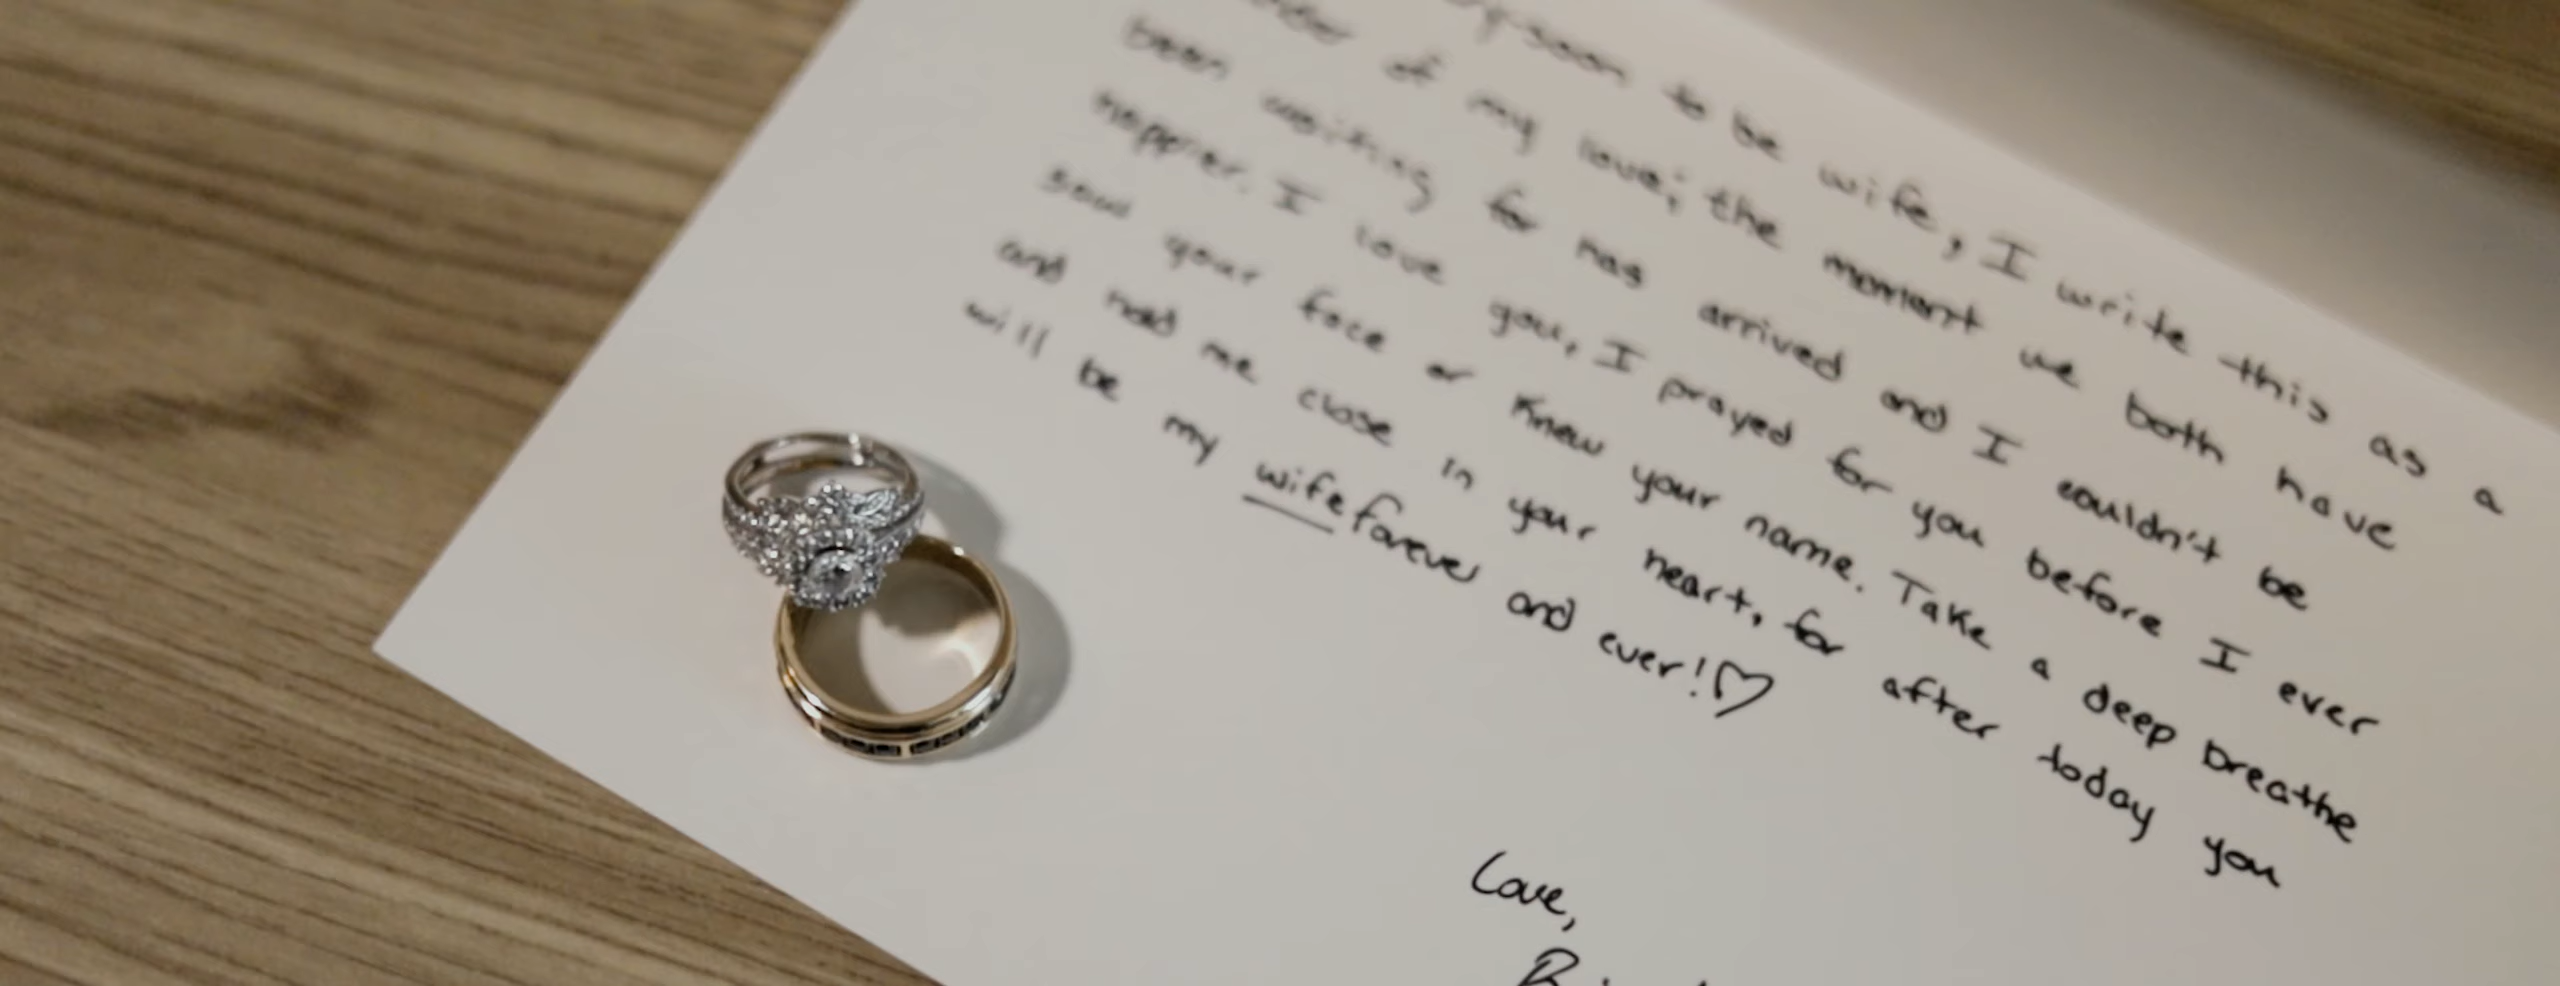 soon to be wife, I write this as a
of my love; the moment we both have
been waiting for has arrived and I couldn't be
happier. I love you, I prayed for you before I ever
saw your face or knew your name. Take a deep breathe
and hold me close in your heart, for after today you
will be my wife forever and ever!♡
Love,